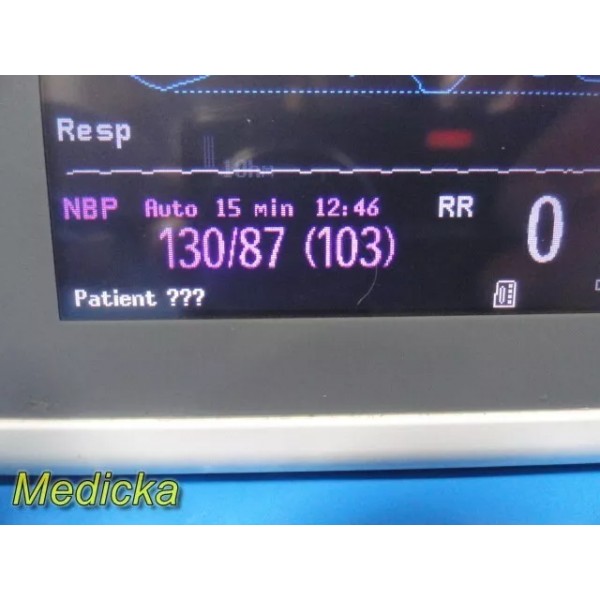 Resp
NBP Auto 15 min 12:46 RR 0
130/87 (103)
Patient ???
Medicka